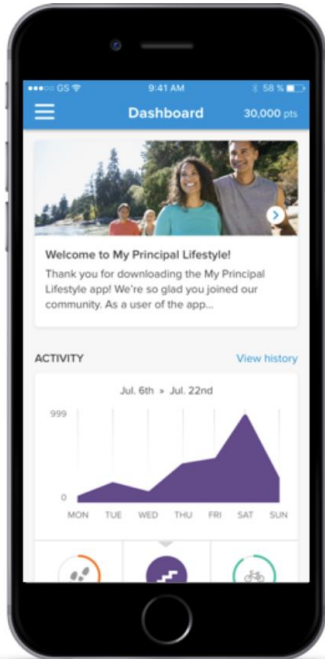 GS 9:41 AM 58 %
Dashboard 30,000 pts
Welcome to My Principal Lifestyle!
Thank you for downloading the My Principal
Lifestyle app! We're so glad you joined our
community. As a user of the app...
ACTIVITY View history
Jul. 6th » Jul. 22nd
999
0
MON TUE WED THU FRI SAT SUN